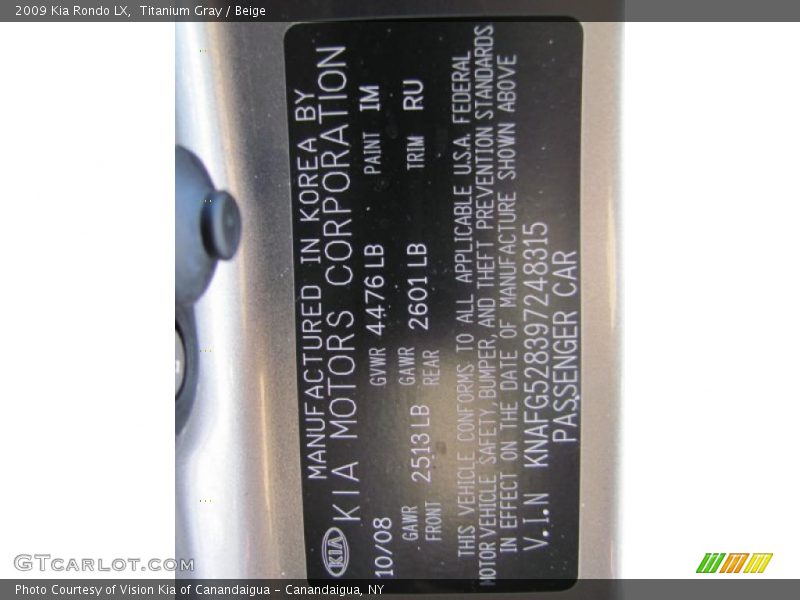 2009 Kia Rondo LX, Titanium Gray / Beige
MANUFACTURED IN KOREA BY
KIA KIA MOTORS CORPORATION
10/08 GVWR 4476 LB PAINT IM
GAWR FRONT 2513 LB GAWR REAR 2601 LB TRIM RU
THIS VEHICLE CONFORMS TO ALL APPLICABLE U.S.A. FEDERAL
MOTOR VEHICLE SAFETY, BUMPER, AND THEFT PREVENTION STANDARDS
IN EFFECT ON THE DATE OF MANUFACTURE SHOWN ABOVE
V.I.N KNAFG528397248315
PASSENGER CAR
GTCarLot.com
Photo Courtesy of Vision Kia of Canandaigua - Canandaigua, NY